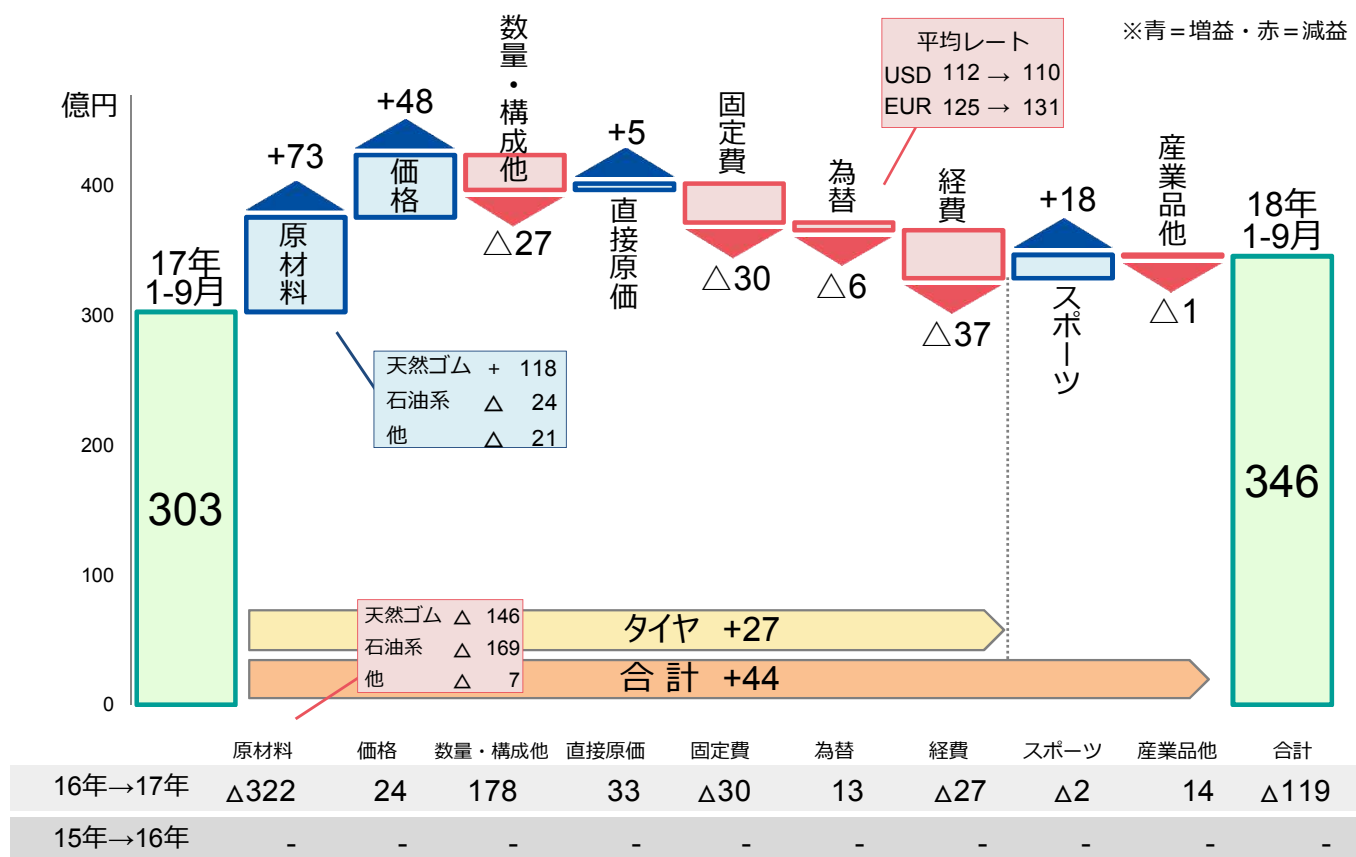 ※青＝増益・赤＝減益
億円
400
300
200
100
0
17年
1-9月
303
+73
原材料
+48
価格
数量・構成他
△27
+5
直接原価
固定費
△30
為替
△6
経費
△37
+18
スポーツ
産業品他
△1
18年
1-9月
346
平均レート
USD 112 → 110
EUR 125 → 131
天然ゴム + 118
石油系 △ 24
他 △ 21
タイヤ +27
合計 +44
天然ゴム △ 146
石油系 △ 169
他 △ 7
原材料 価格 数量・構成他 直接原価 固定費 為替 経費 スポーツ 産業品他 合計
16年→17年 △322 24 178 33 △30 13 △27 △2 14 △119
15年→16年 - - - - - - - - - -